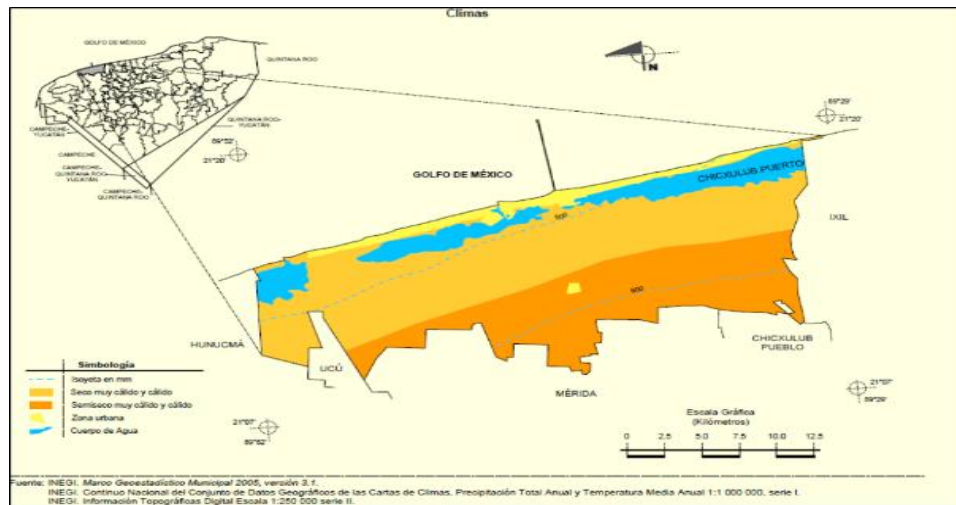 Climas
GOLFO DE MÉXICO
QUINTANA ROO
QUINTANA ROO-
YUCATÁN
CAMPECHE-
YUCATÁN
CAMPECHE
CAMPECHE-
QUINTANA ROO
YUCATÁN
CAMPECHE-
QUINTANA ROO
N
89°29'
21°20'
89°52'
21°20'
GOLFO DE MÉXICO
CHICXULUB PUERTO
IXIL
500
600
HUNUCMÁ
UCÚ
MÉRIDA
CHICXULUB
PUEBLO
21°07'
89°29'
21°07'
89°52'
Simbología
Isoyeta en mm
Seco muy cálido y cálido
Semiseco muy cálido y cálido
Zona urbana
Cuerpo de Agua
Escala Gráfica
(Kilómetros)
0 2.5 5.0 7.5 10.0 12.5
Fuente: INEGI. Marco Geoestadístico Municipal 2005, versión 3.1.
INEGI. Continuo Nacional del Conjunto de Datos Geográficos de las Cartas de Climas, Precipitación Total Anual y Temperatura Media Anual 1:1 000 000, serie I.
INEGI. Información Topográficas Digital Escala 1:250 000 serie II.